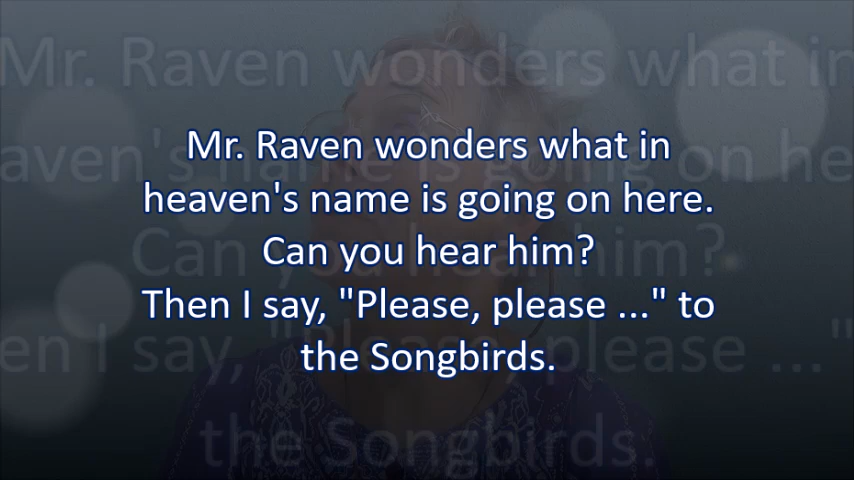 Mr. Raven wonders what in
heaven's name is going on here.
Can you hear him?
Then I say, "Please, please ..." to
the Songbirds.